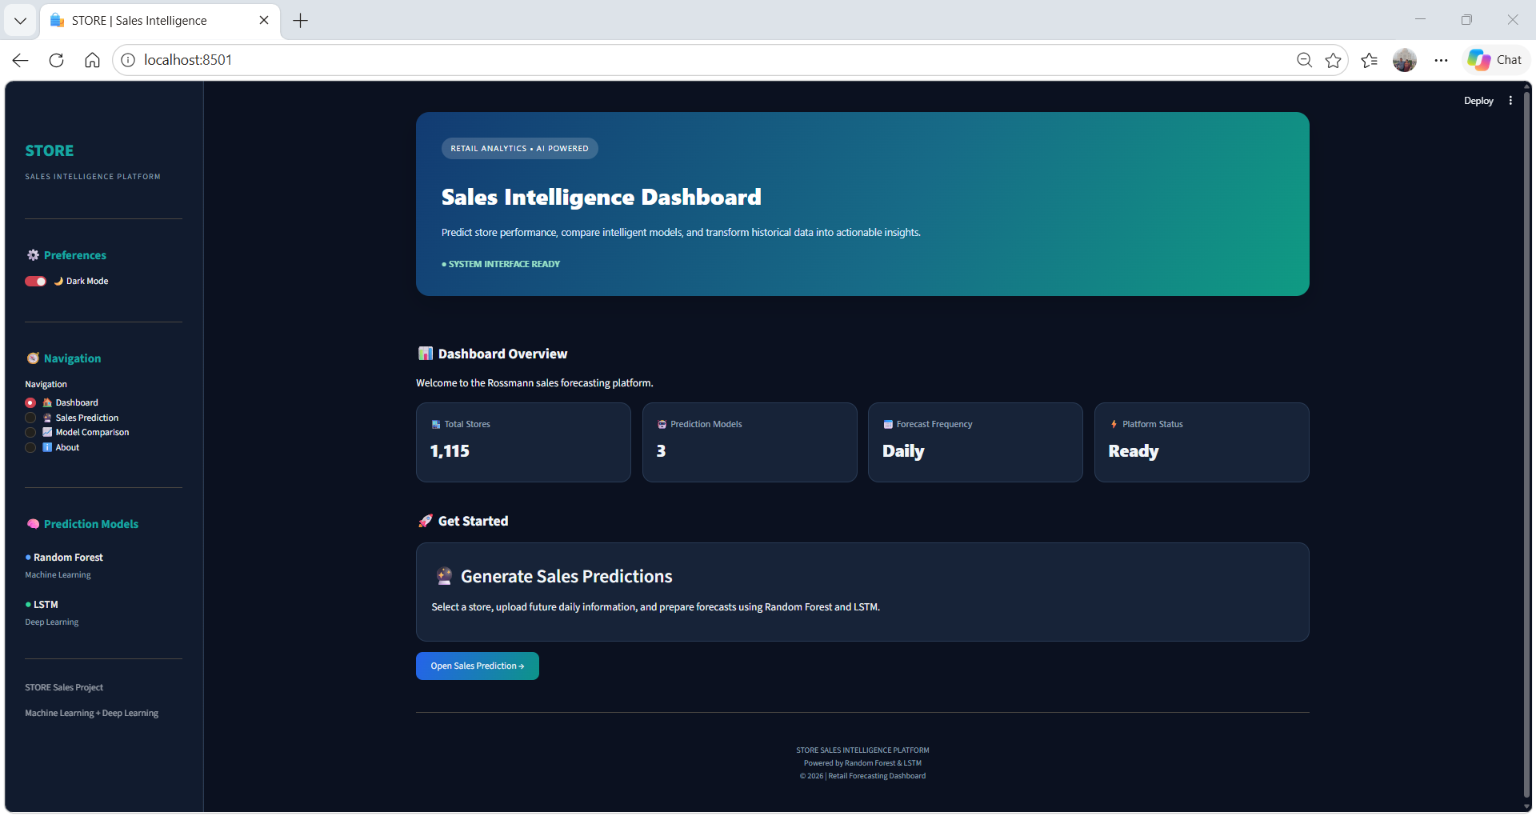 STORE | Sales Intelligence
localhost:8501
Chat
Deploy
STORE
SALES INTELLIGENCE PLATFORM
Preferences
Dark Mode
Navigation
Navigation
Dashboard
Sales Prediction
Model Comparison
About
Prediction Models
• Random Forest
Machine Learning
• LSTM
Deep Learning
STORE Sales Project
Machine Learning + Deep Learning
RETAIL ANALYTICS • AI POWERED
Sales Intelligence Dashboard
Predict store performance, compare intelligent models, and transform historical data into actionable insights.
• SYSTEM INTERFACE READY
Dashboard Overview
Welcome to the Rossmann sales forecasting platform.
Total Stores
1,115
Prediction Models
3
Forecast Frequency
Daily
Platform Status
Ready
Get Started
Generate Sales Predictions
Select a store, upload future daily information, and prepare forecasts using Random Forest and LSTM.
Open Sales Prediction →
STORE SALES INTELLIGENCE PLATFORM
Powered by Random Forest & LSTM
© 2026 | Retail Forecasting Dashboard